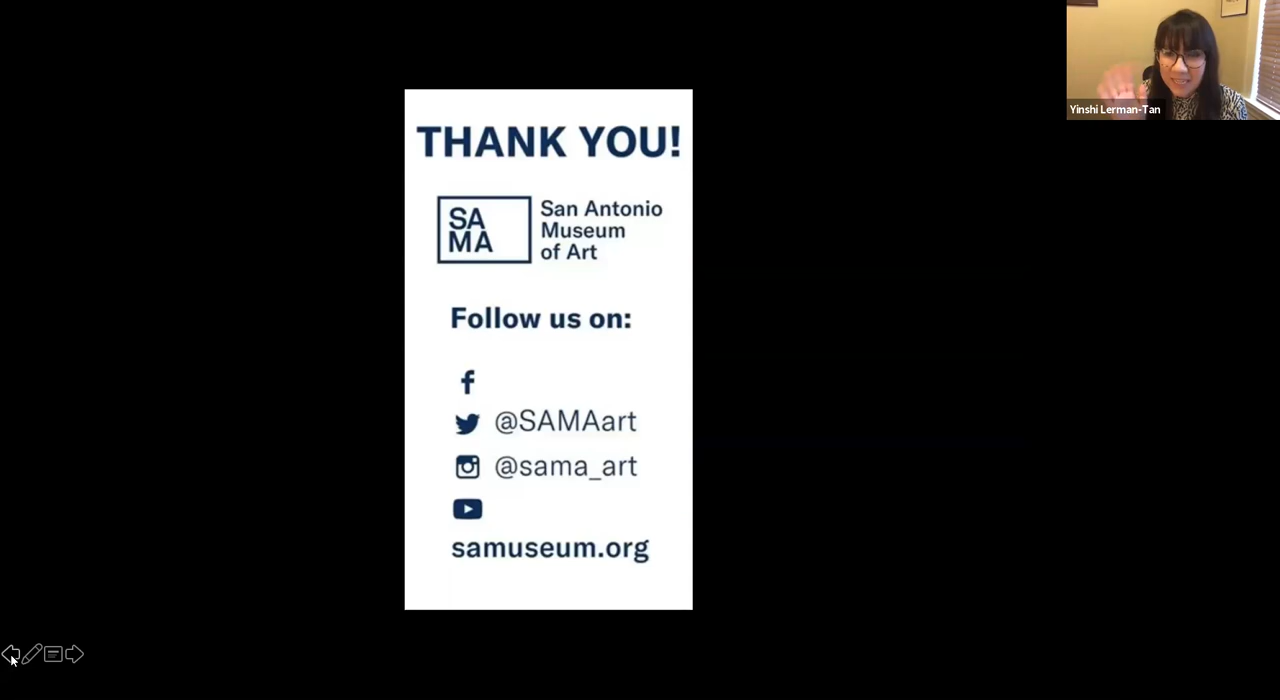 THANK YOU!
SA
MA
San Antonio
Museum
of Art
Follow us on:
@SAMAart
@sama_art
samuseum.org
Yinshi Lerman-Tan